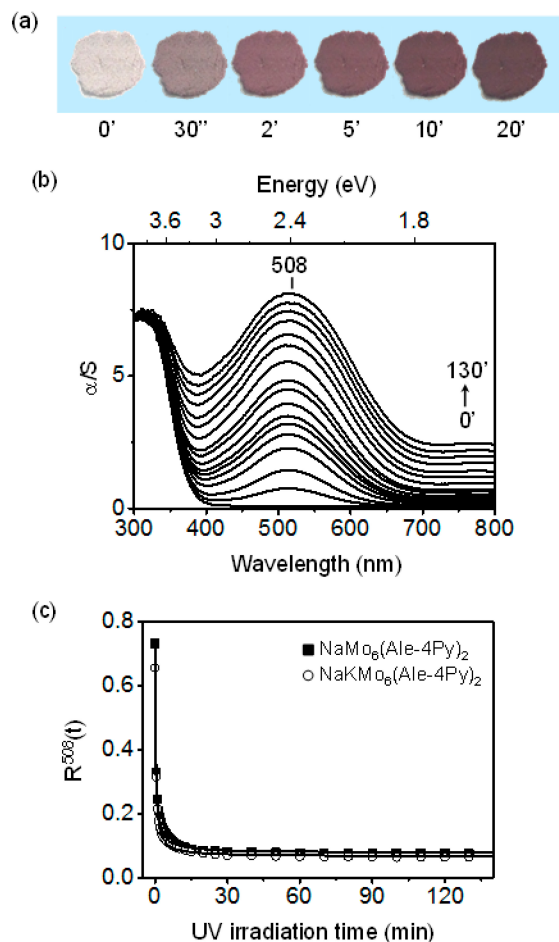 (a)
0' 30'' 2' 5' 10' 20'
(b)
Energy (eV)
3.6 3 2.4 1.8
10
508
5
α/S
130'
0'
0
300 400 500 600 700 800
Wavelength (nm)
(c)
0.8
NaMo₆(Ale-4Py)₂
NaKMo₆(Ale-4Py)₂
0.6
R⁵⁰⁸(t)
0.4
0.2
0.0
0 30 60 90 120
UV irradiation time (min)